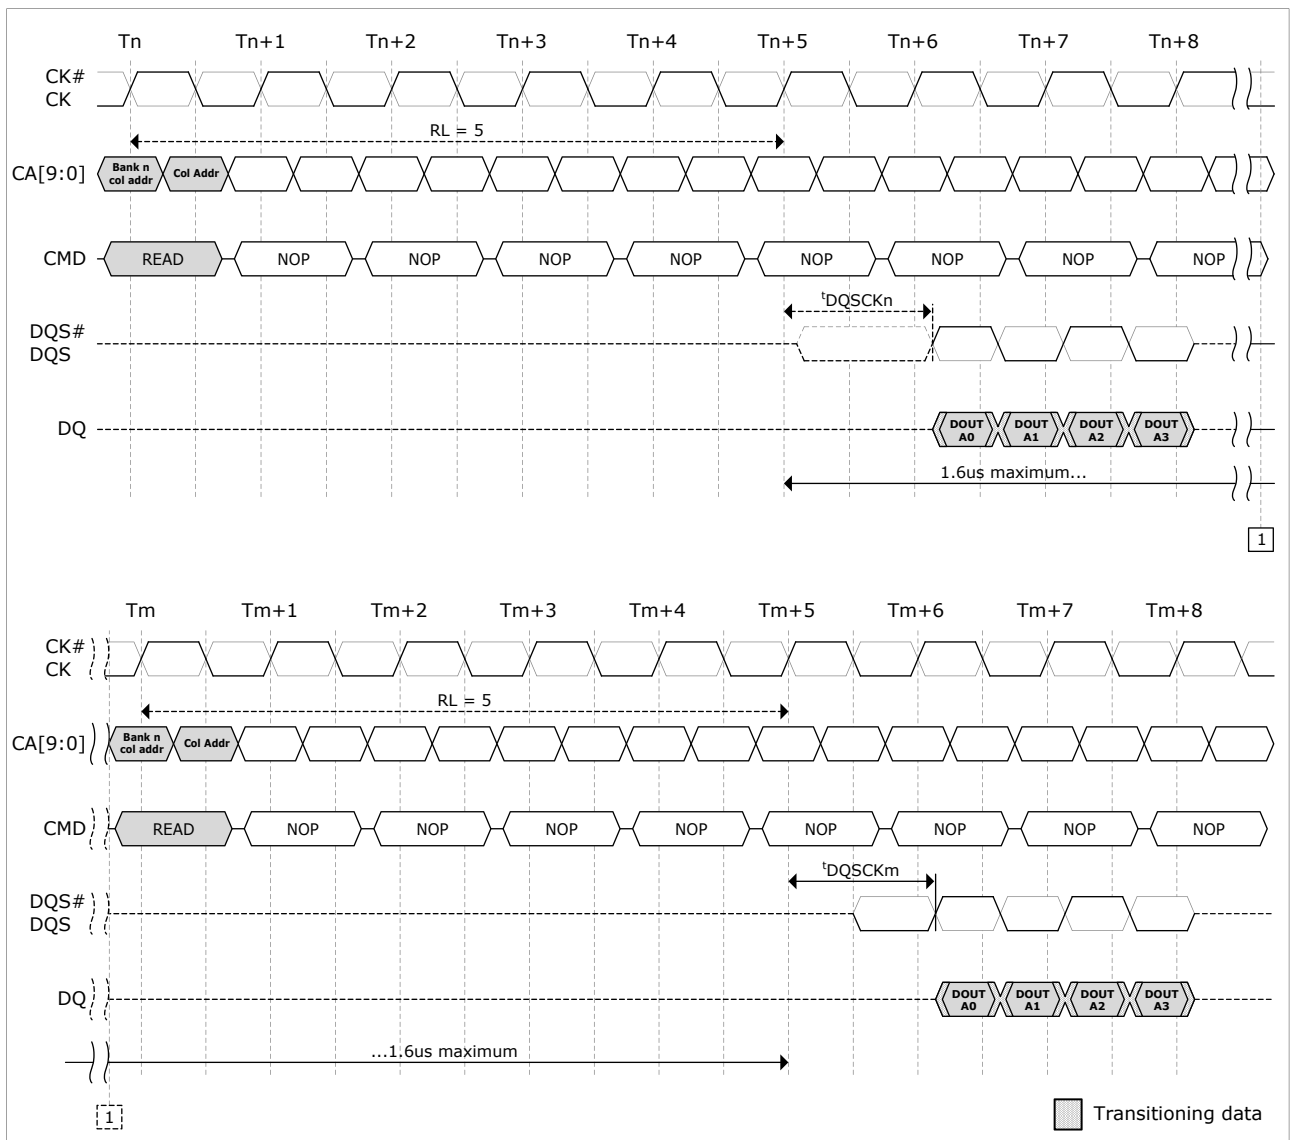 Tn Tn+1 Tn+2 Tn+3 Tn+4 Tn+5 Tn+6 Tn+7 Tn+8
CK#
CK
RL = 5
CA[9:0] Bank n col addr Col Addr
CMD READ NOP NOP NOP NOP NOP NOP NOP NOP
tDQSCKn
DQS#
DQS
DQ DOUT A0 DOUT A1 DOUT A2 DOUT A3
1.6us maximum...
1
Tm Tm+1 Tm+2 Tm+3 Tm+4 Tm+5 Tm+6 Tm+7 Tm+8
CK#
CK
RL = 5
CA[9:0] Bank n col addr Col Addr
CMD READ NOP NOP NOP NOP NOP NOP NOP NOP
tDQSCKm
DQS#
DQS
DQ DOUT A0 DOUT A1 DOUT A2 DOUT A3
...1.6us maximum
1
Transitioning data